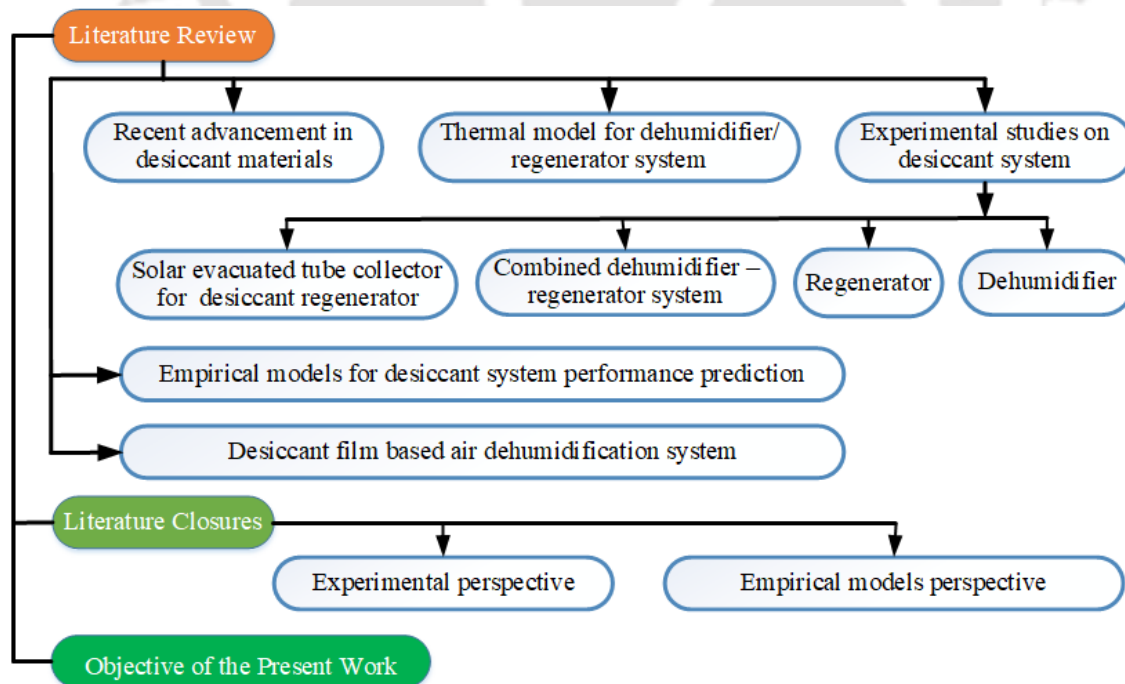 Literature Review
Recent advancement in
desiccant materials
Thermal model for dehumidifier/
regenerator system
Experimental studies on
desiccant system
Solar evacuated tube collector
for desiccant regenerator
Combined dehumidifier –
regenerator system
Regenerator
Dehumidifier
Empirical models for desiccant system performance prediction
Desiccant film based air dehumidification system
Literature Closures
Experimental perspective
Empirical models perspective
Objective of the Present Work